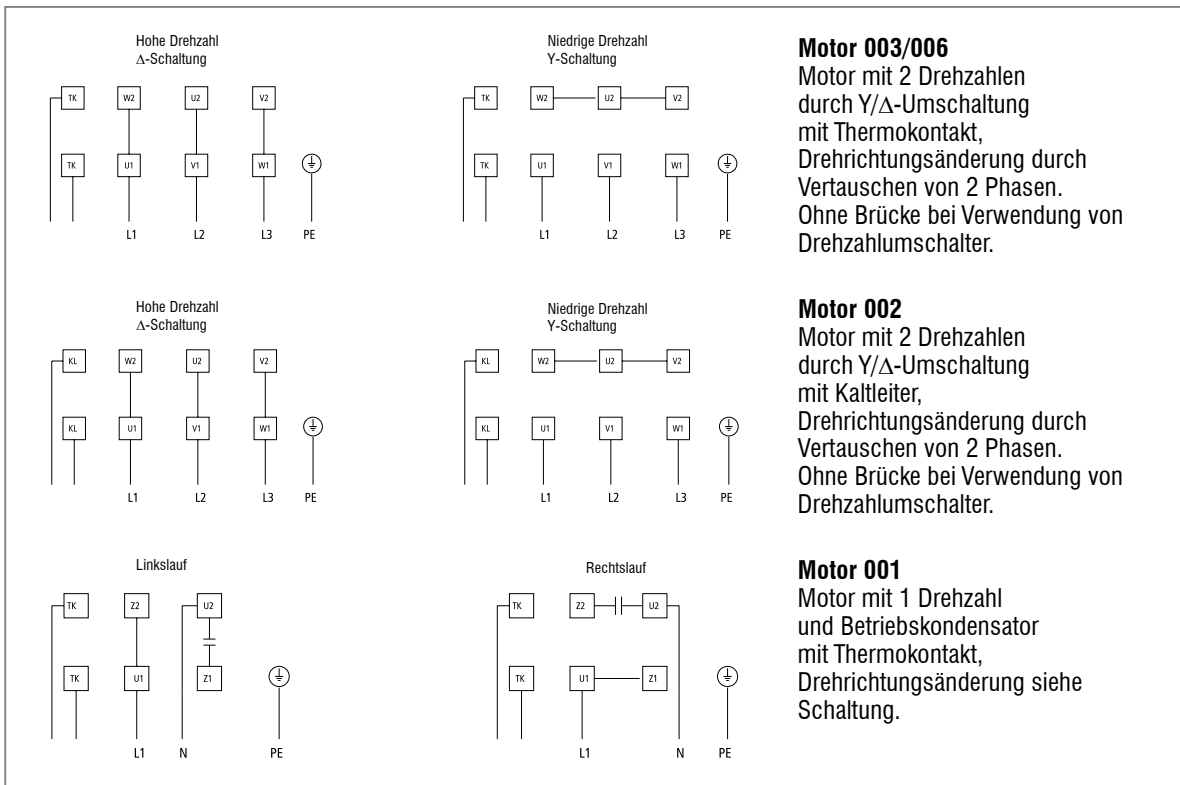 Hohe Drehzahl
Δ-Schaltung
TK W2 U2 V2
TK U1 V1 W1
L1 L2 L3 PE
Niedrige Drehzahl
Y-Schaltung
TK W2 U2 V2
TK U1 V1 W1
L1 L2 L3 PE
Motor 003/006
Motor mit 2 Drehzahlen
durch Y/Δ-Umschaltung
mit Thermokontakt,
Drehrichtungsänderung durch
Vertauschen von 2 Phasen.
Ohne Brücke bei Verwendung von
Drehzahlumschalter.
Hohe Drehzahl
Δ-Schaltung
KL W2 U2 V2
KL U1 V1 W1
L1 L2 L3 PE
Niedrige Drehzahl
Y-Schaltung
KL W2 U2 V2
KL U1 V1 W1
L1 L2 L3 PE
Motor 002
Motor mit 2 Drehzahlen
durch Y/Δ-Umschaltung
mit Kaltleiter,
Drehrichtungsänderung durch
Vertauschen von 2 Phasen.
Ohne Brücke bei Verwendung von
Drehzahlumschalter.
Linkslauf
TK Z2 U2
TK U1 Z1
L1 N PE
Rechtslauf
TK Z2 U2
TK U1 Z1
L1 N PE
Motor 001
Motor mit 1 Drehzahl
und Betriebskondensator
mit Thermokontakt,
Drehrichtungsänderung siehe
Schaltung.